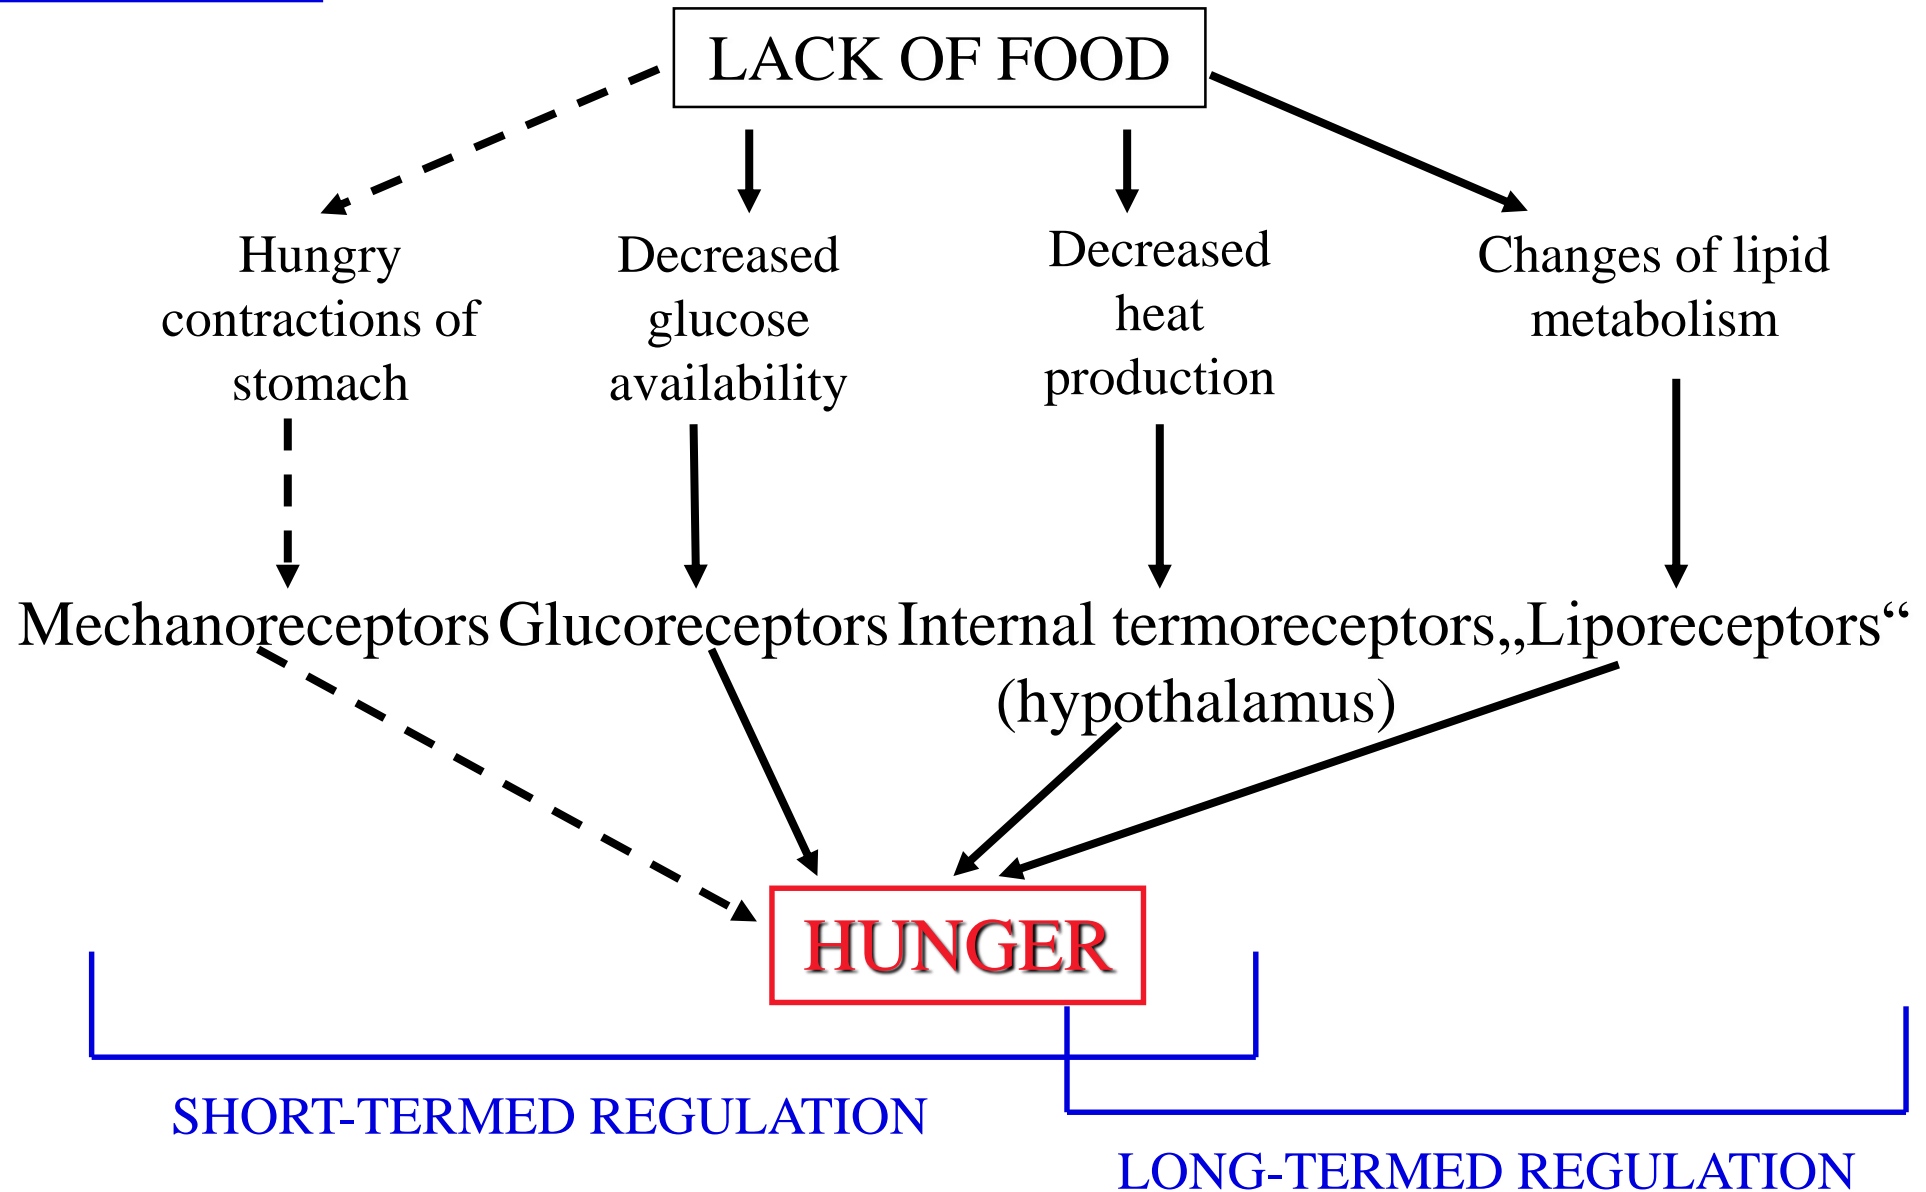 LACK OF FOOD
Hungry
contractions of
stomach
Decreased
glucose
availability
Decreased
heat
production
Changes of lipid
metabolism
Mechanoreceptors Glucoreceptors Internal termoreceptors „Liporeceptors“
(hypothalamus)
HUNGER
SHORT-TERMED REGULATION
LONG-TERMED REGULATION